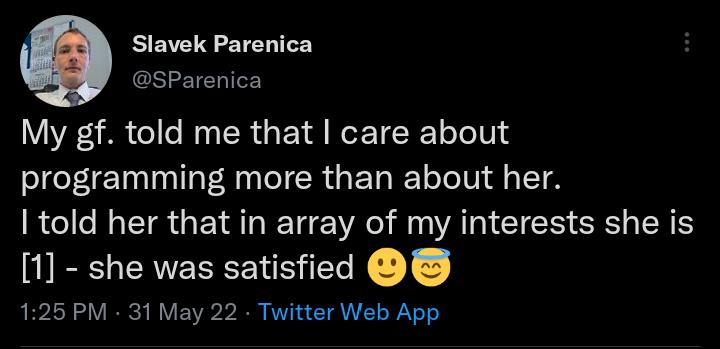 Slavek Parenica
@SParenica
My gf. told me that I care about
programming more than about her.
I told her that in array of my interests she is
[1] - she was satisfied 🙂😇
1:25 PM · 31 May 22 · Twitter Web App